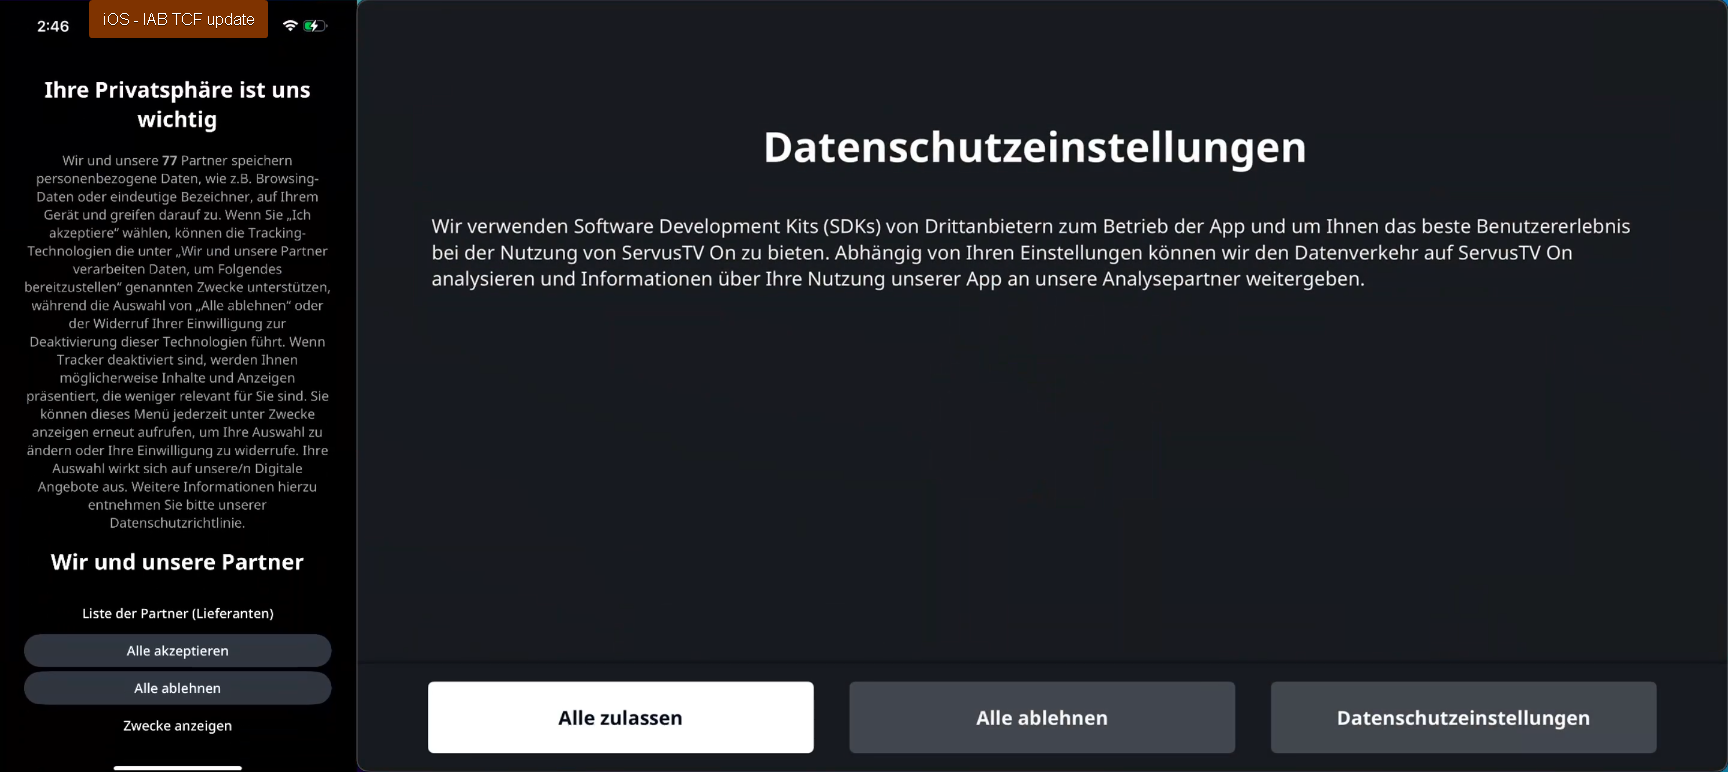 2:46
iOS - IAB TCF update
Ihre Privatsphäre ist uns
wichtig
Wir und unsere 77 Partner speichern
personenbezogene Daten, wie z.B. Browsing-
Daten oder eindeutige Bezeichner, auf Ihrem
Gerät und greifen darauf zu. Wenn Sie „Ich
akzeptiere“ wählen, können die Tracking-
Technologien die unter „Wir und unsere Partner
verarbeiten Daten, um Folgendes
bereitzustellen“ genannten Zwecke unterstützen,
während die Auswahl von „Alle ablehnen“ oder
der Widerruf Ihrer Einwilligung zur
Deaktivierung dieser Technologien führt. Wenn
Tracker deaktiviert sind, werden Ihnen
möglicherweise Inhalte und Anzeigen
präsentiert, die weniger relevant für Sie sind. Sie
können dieses Menü jederzeit unter Zwecke
anzeigen erneut aufrufen, um Ihre Auswahl zu
ändern oder Ihre Einwilligung zu widerrufe. Ihre
Auswahl wirkt sich auf unsere/n Digitale
Angebote aus. Weitere Informationen hierzu
entnehmen Sie bitte unserer
Datenschutzrichtlinie.
Wir und unsere Partner
Liste der Partner (Lieferanten)
Alle akzeptieren
Alle ablehnen
Zwecke anzeigen
Datenschutzeinstellungen
Wir verwenden Software Development Kits (SDKs) von Drittanbietern zum Betrieb der App und um Ihnen das beste Benutzererlebnis
bei der Nutzung von ServusTV On zu bieten. Abhängig von Ihren Einstellungen können wir den Datenverkehr auf ServusTV On
analysieren und Informationen über Ihre Nutzung unserer App an unsere Analysepartner weitergeben.
Alle zulassen
Alle ablehnen
Datenschutzeinstellungen